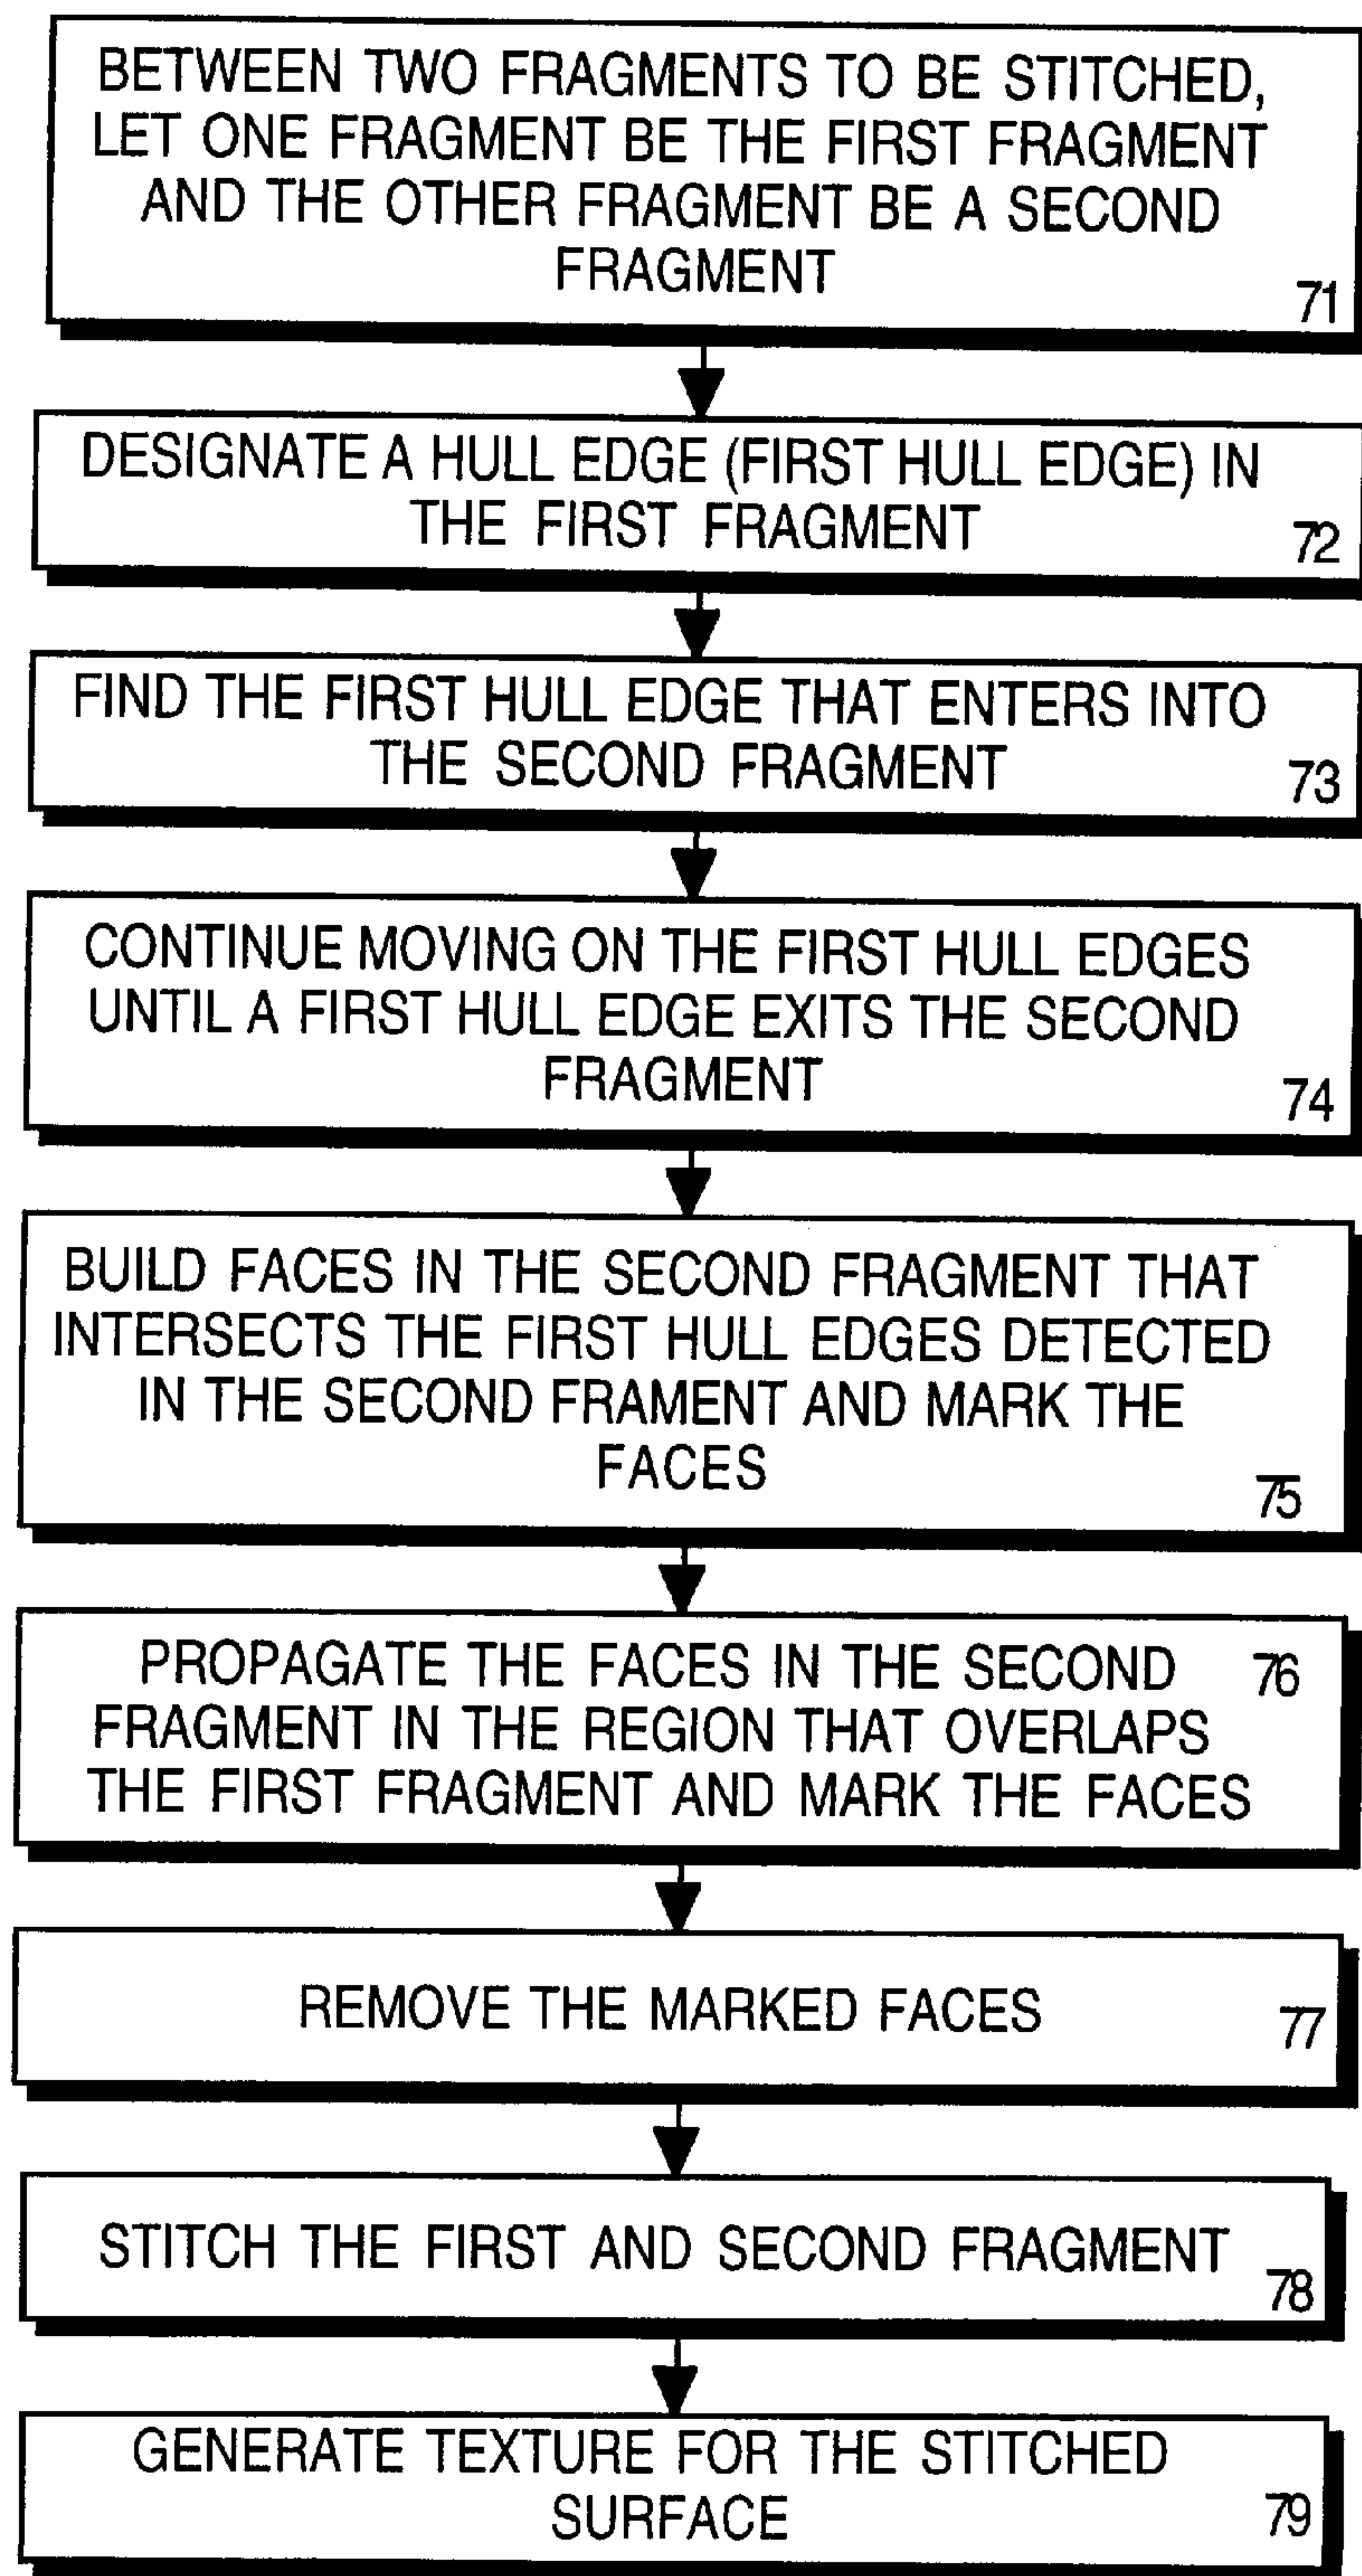 BETWEEN TWO FRAGMENTS TO BE STITCHED,
LET ONE FRAGMENT BE THE FIRST FRAGMENT
AND THE OTHER FRAGMENT BE A SECOND
FRAGMENT
71
DESIGNATE A HULL EDGE (FIRST HULL EDGE) IN
THE FIRST FRAGMENT
72
FIND THE FIRST HULL EDGE THAT ENTERS INTO
THE SECOND FRAGMENT
73
CONTINUE MOVING ON THE FIRST HULL EDGES
UNTIL A FIRST HULL EDGE EXITS THE SECOND
FRAGMENT
74
BUILD FACES IN THE SECOND FRAGMENT THAT
INTERSECTS THE FIRST HULL EDGES DETECTED
IN THE SECOND FRAMENT AND MARK THE
FACES
75
PROPAGATE THE FACES IN THE SECOND 76
FRAGMENT IN THE REGION THAT OVERLAPS
THE FIRST FRAGMENT AND MARK THE FACES
REMOVE THE MARKED FACES
77
STITCH THE FIRST AND SECOND FRAGMENT
78
GENERATE TEXTURE FOR THE STITCHED
SURFACE
79